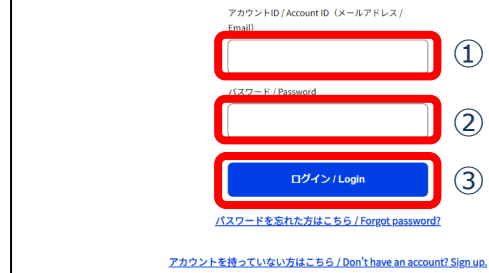 アカウントID / Account ID（メールアドレス /
Email）
①
パスワード / Password
②
ログイン / Login
③
パスワードを忘れた方はこちら / Forgot password?
アカウントを持っていない方はこちら / Don't have an account? Sign up.